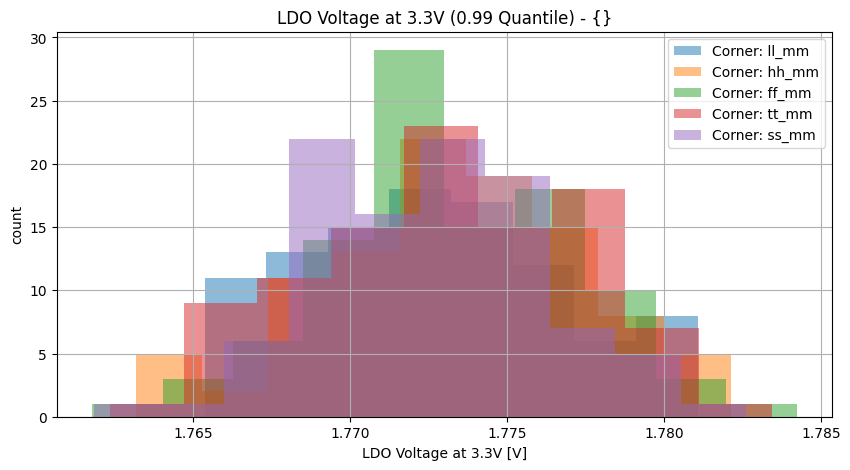 LDO Voltage at 3.3V (0.99 Quantile) - {}
30
25
20
15
10
5
0
count
Corner: ll_mm
Corner: hh_mm
Corner: ff_mm
Corner: tt_mm
Corner: ss_mm
1.765 1.770 1.775 1.780 1.785
LDO Voltage at 3.3V [V]